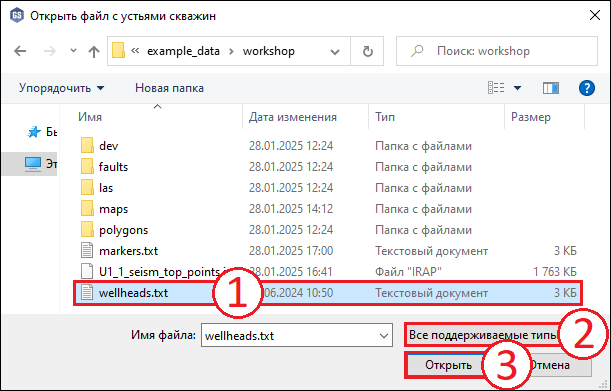 GS Открыть файл с устьями скважин
« example_data › workshop Поиск: workshop
Упорядочить Новая папка
Имя Дата изменения Тип Размер
Бы
Эт
dev 28.01.2025 12:24 Папка с файлами
faults 28.01.2025 12:24 Папка с файлами
las 28.01.2025 12:24 Папка с файлами
maps 28.01.2025 14:12 Папка с файлами
polygons 28.01.2025 12:24 Папка с файлами
markers.txt 28.01.2025 17:00 Текстовый документ 3 КБ
U1_1_seism_top_points. 28.01.2025 16:41 Файл "IRAP" 1 763 КБ
wellheads.txt 1 .06.2024 10:50 Текстовый документ 3 КБ
Имя файла: wellheads.txt Все поддерживаемые типы 2
Открыть 3 Отмена